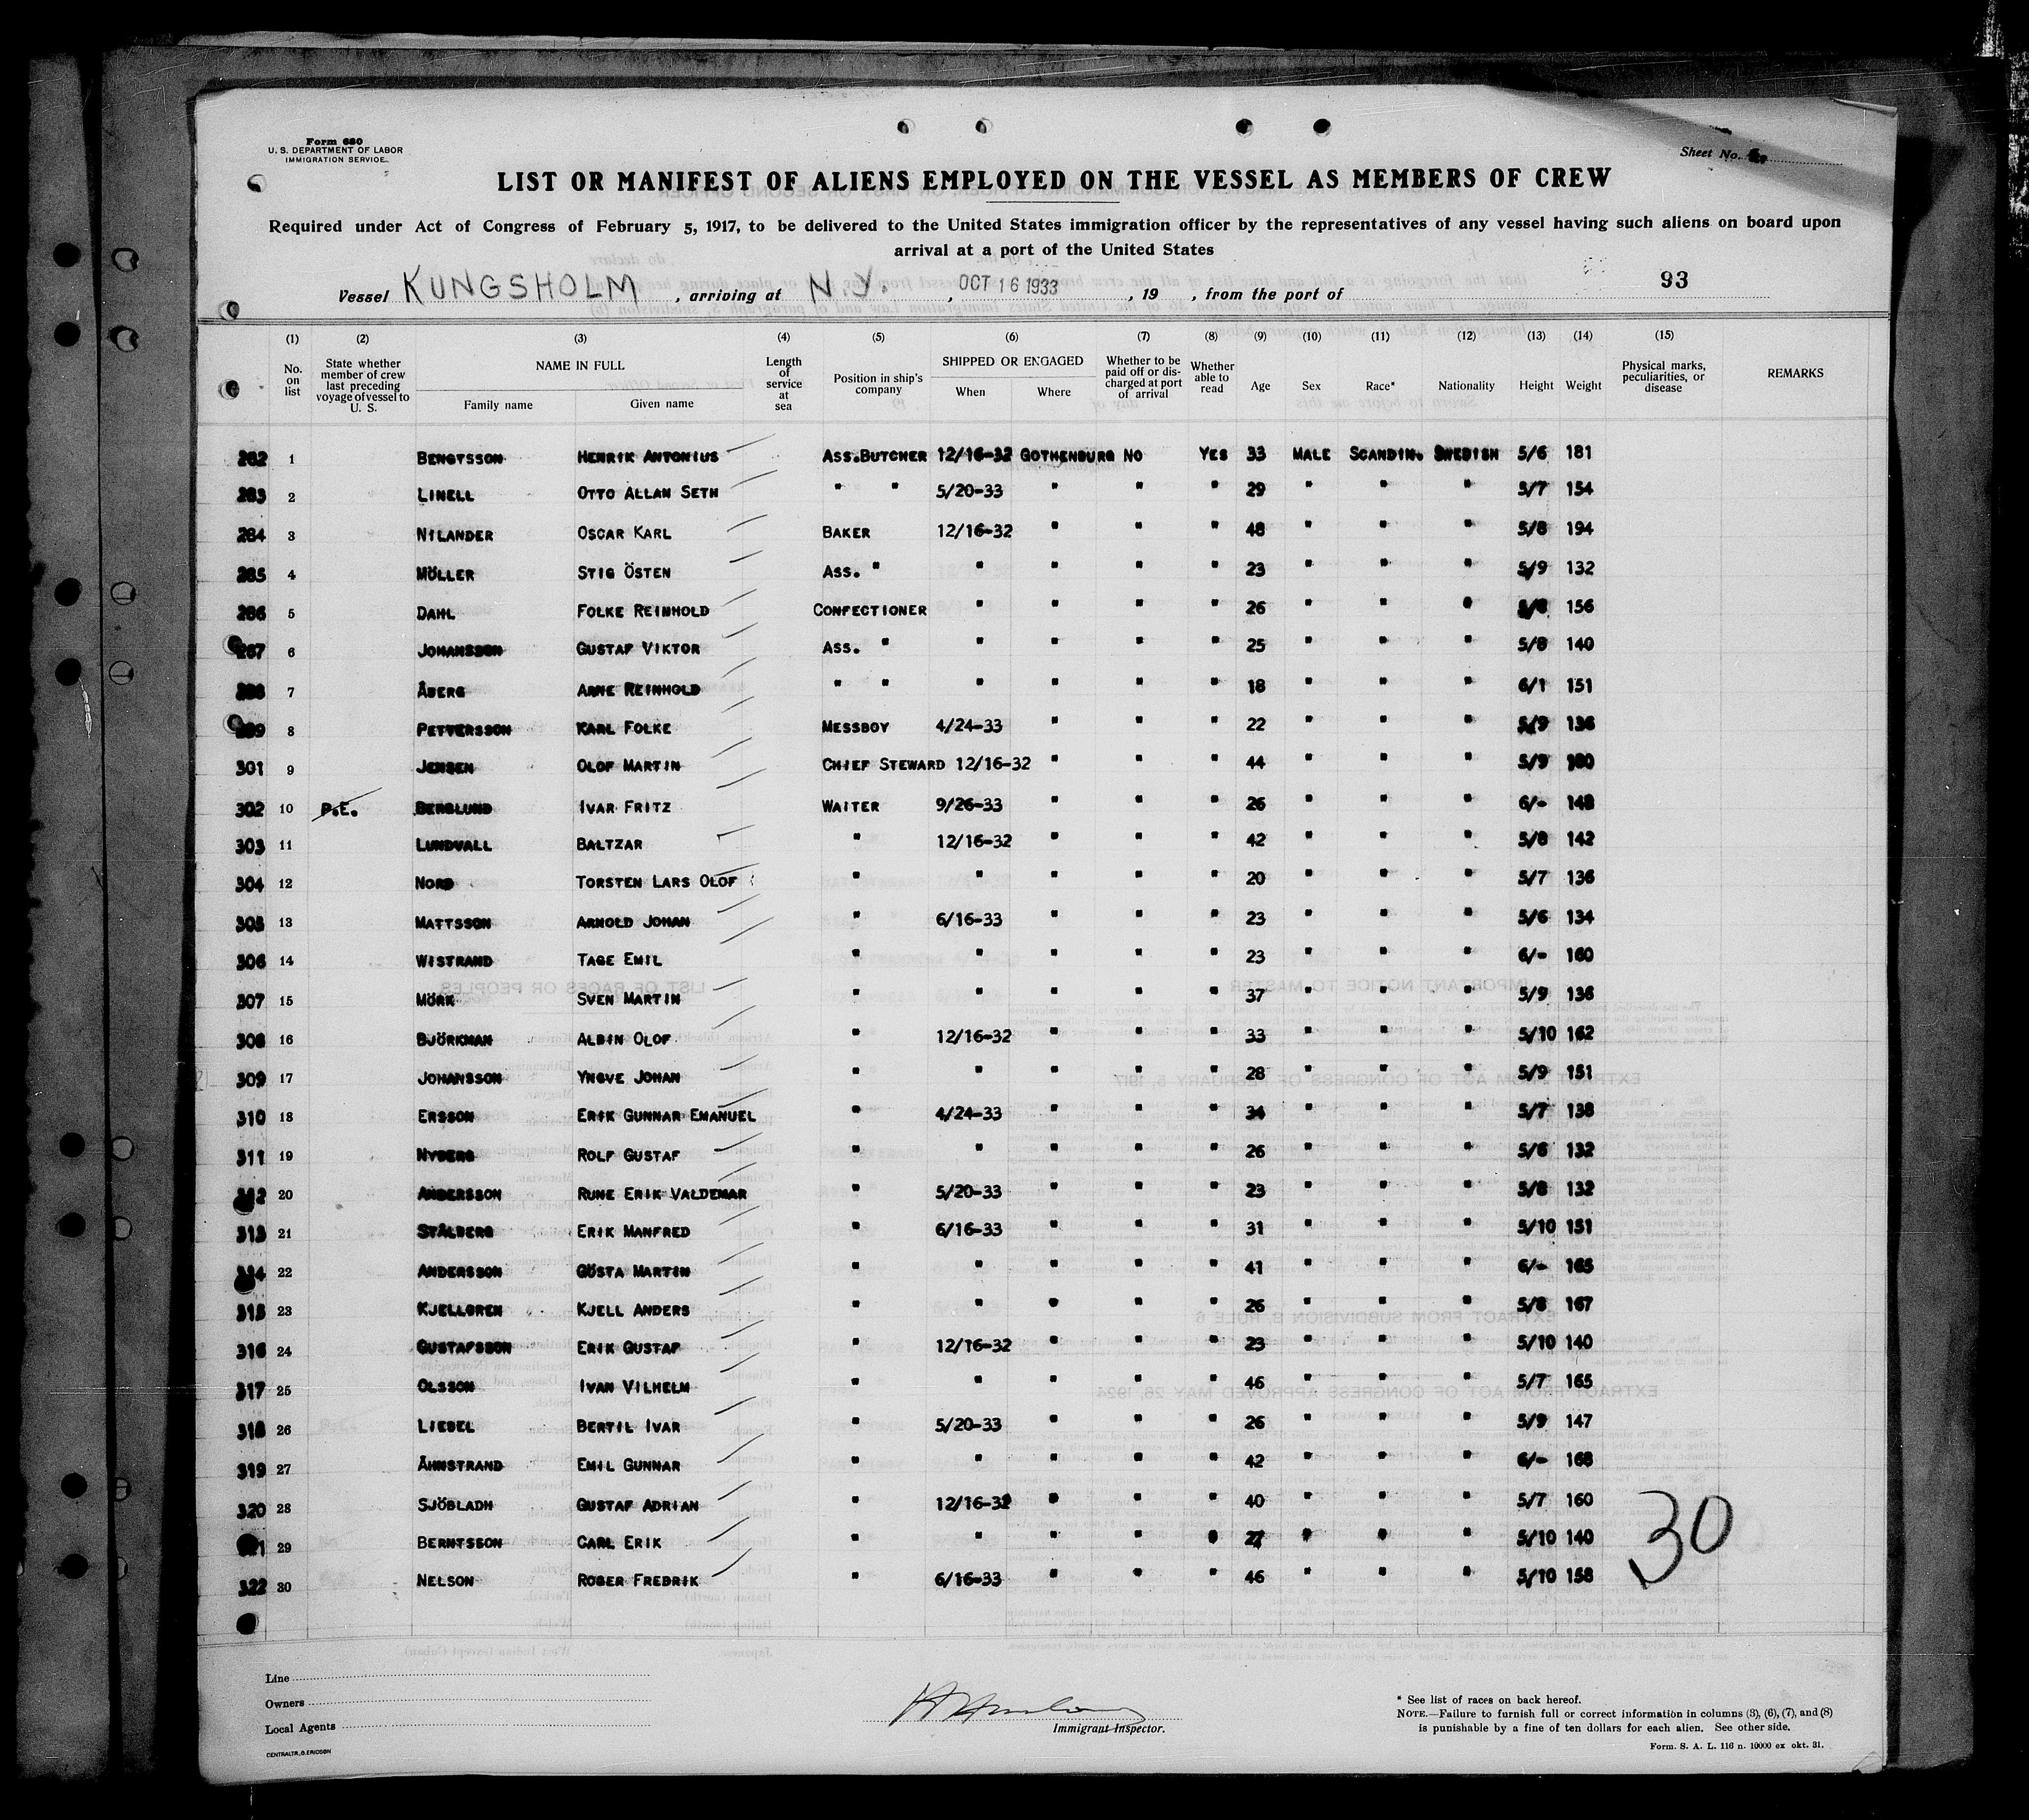 Form 680
U. S. DEPARTMENT OF LABOR
IMMIGRATION SERVICE
Sheet No.
LIST OR MANIFEST OF ALIENS EMPLOYED ON THE VESSEL AS MEMBERS OF CREW
Required under Act of Congress of February 5, 1917, to be delivered to the United States immigration officer by the representatives of any vessel having such aliens on board upon
arrival at a port of the United States
Vessel KUNGSHOLM, arriving at N.Y., OCT 16 1933, 19 , from the port of 93
(1) (2) (3) (4) (5) (6) (7) (8) (9) (10) (11) (12) (13) (14) (15)
No. on list State whether member of crew last preceding voyage of vessel to U. S. NAME IN FULL Family name Given name Length of service at sea Position in ship's company SHIPPED OR ENGAGED When Where Whether to be paid off or discharged at port of arrival Whether able to read Age Sex Race* Nationality Height Weight Physical marks, peculiarities, or disease REMARKS
282 1 BENGTSSON HENRIK ANTONIUS ASS.BUTCHER 12/16-32 GOTHENBURG NO YES 33 MALE SCANDIN. SWEDISH 5/6 181
283 2 LINELL OTTO ALLAN SETH " " 5/20-33 " " " 29 " " " 5/7 154
284 3 NILANDER OSCAR KARL BAKER 12/16-32 " " " 48 " " " 5/8 194
285 4 MÖLLER STIG ÖSTEN ASS. " " " " " 23 " " " 5/9 132
286 5 DAHL FOLKE REINHOLD CONFECTIONER " " " " 26 " " " 5/8 156
287 6 JOHANSSON GUSTAF VIKTOR ASS. " " " " " 25 " " " 5/8 140
288 7 ÅBERG ARNE REINHOLD " " " " " " 18 " " " 6/1 151
289 8 PETTERSSON KARL FOLKE MESSBOY 4/24-33 " " " 22 " " " 5/9 136
301 9 JENSEN OLOF MARTIN CHIEF STEWARD 12/16-32 " " " 44 " " " 5/9 180
302 10 P.E. BERGLUND IVAR FRITZ WAITER 9/26-33 " " " 26 " " " 6/- 148
303 11 LUNDVALL BALTZAR " 12/16-32 " " " 42 " " " 5/8 142
304 12 NORD TORSTEN LARS OLOF " " " " " 20 " " " 5/7 136
305 13 MATTSSON ARNOLD JOHAN " 6/16-33 " " " 23 " " " 5/6 134
306 14 WISTRAND TAGE EMIL " " " " " 23 " " " 6/- 160
307 15 MÖRK SVEN MARTIN " " " " " 37 " " " 5/9 136
308 16 BJÖRKMAN ALBIN OLOF " 12/16-32 " " " 33 " " " 5/10 162
309 17 JOHANSSON YNGVE JOHAN " " " " " 28 " " " 5/9 151
310 18 ERSSON ERIK GUNNAR EMANUEL " 4/24-33 " " " 34 " " " 5/7 138
311 19 NYBERG ROLF GUSTAF " " " " " 26 " " " 5/6 132
312 20 ANDERSSON RUNE ERIK VALDEMAR " 5/20-33 " " " 23 " " " 5/8 132
313 21 STÅLBERG ERIK MANFRED " 6/16-33 " " " 31 " " " 5/10 151
314 22 ANDERSSON GÖSTA MARTIN " " " " " 41 " " " 6/- 165
315 23 KJELLGREN KJELL ANDERS " " " " " 26 " " " 5/8 167
316 24 GUSTAFSSON ERIK GUSTAF " 12/16-32 " " " 23 " " " 5/10 140
317 25 OLSSON IVAN VILHELM " " " " " 46 " " " 5/7 165
318 26 LIEBEL BERTIL IVAR " 5/20-33 " " " 26 " " " 5/9 147
319 27 ÅHNSTRAND EMIL GUNNAR " " " " " 42 " " " 6/- 168
320 28 SJÖBLADH GUSTAF ADRIAN " 12/16-32 " " " 40 " " " 5/7 160
321 29 BERNTSSON CARL ERIK " " " " " 27 " " " 5/10 140
322 30 NELSON ROGER FREDRIK " 6/16-33 " " " 46 " " " 5/10 158
30
Line
Owners
Local Agents
CENTRALTR. G. ERICSON
Immigrant Inspector.
* See list of races on back hereof.
NOTE.—Failure to furnish full or correct information in columns (3), (6), (7), and (8)
is punishable by a fine of ten dollars for each alien. See other side.
Form. S. A. L. 116 n. 10000 ex okt. 31.